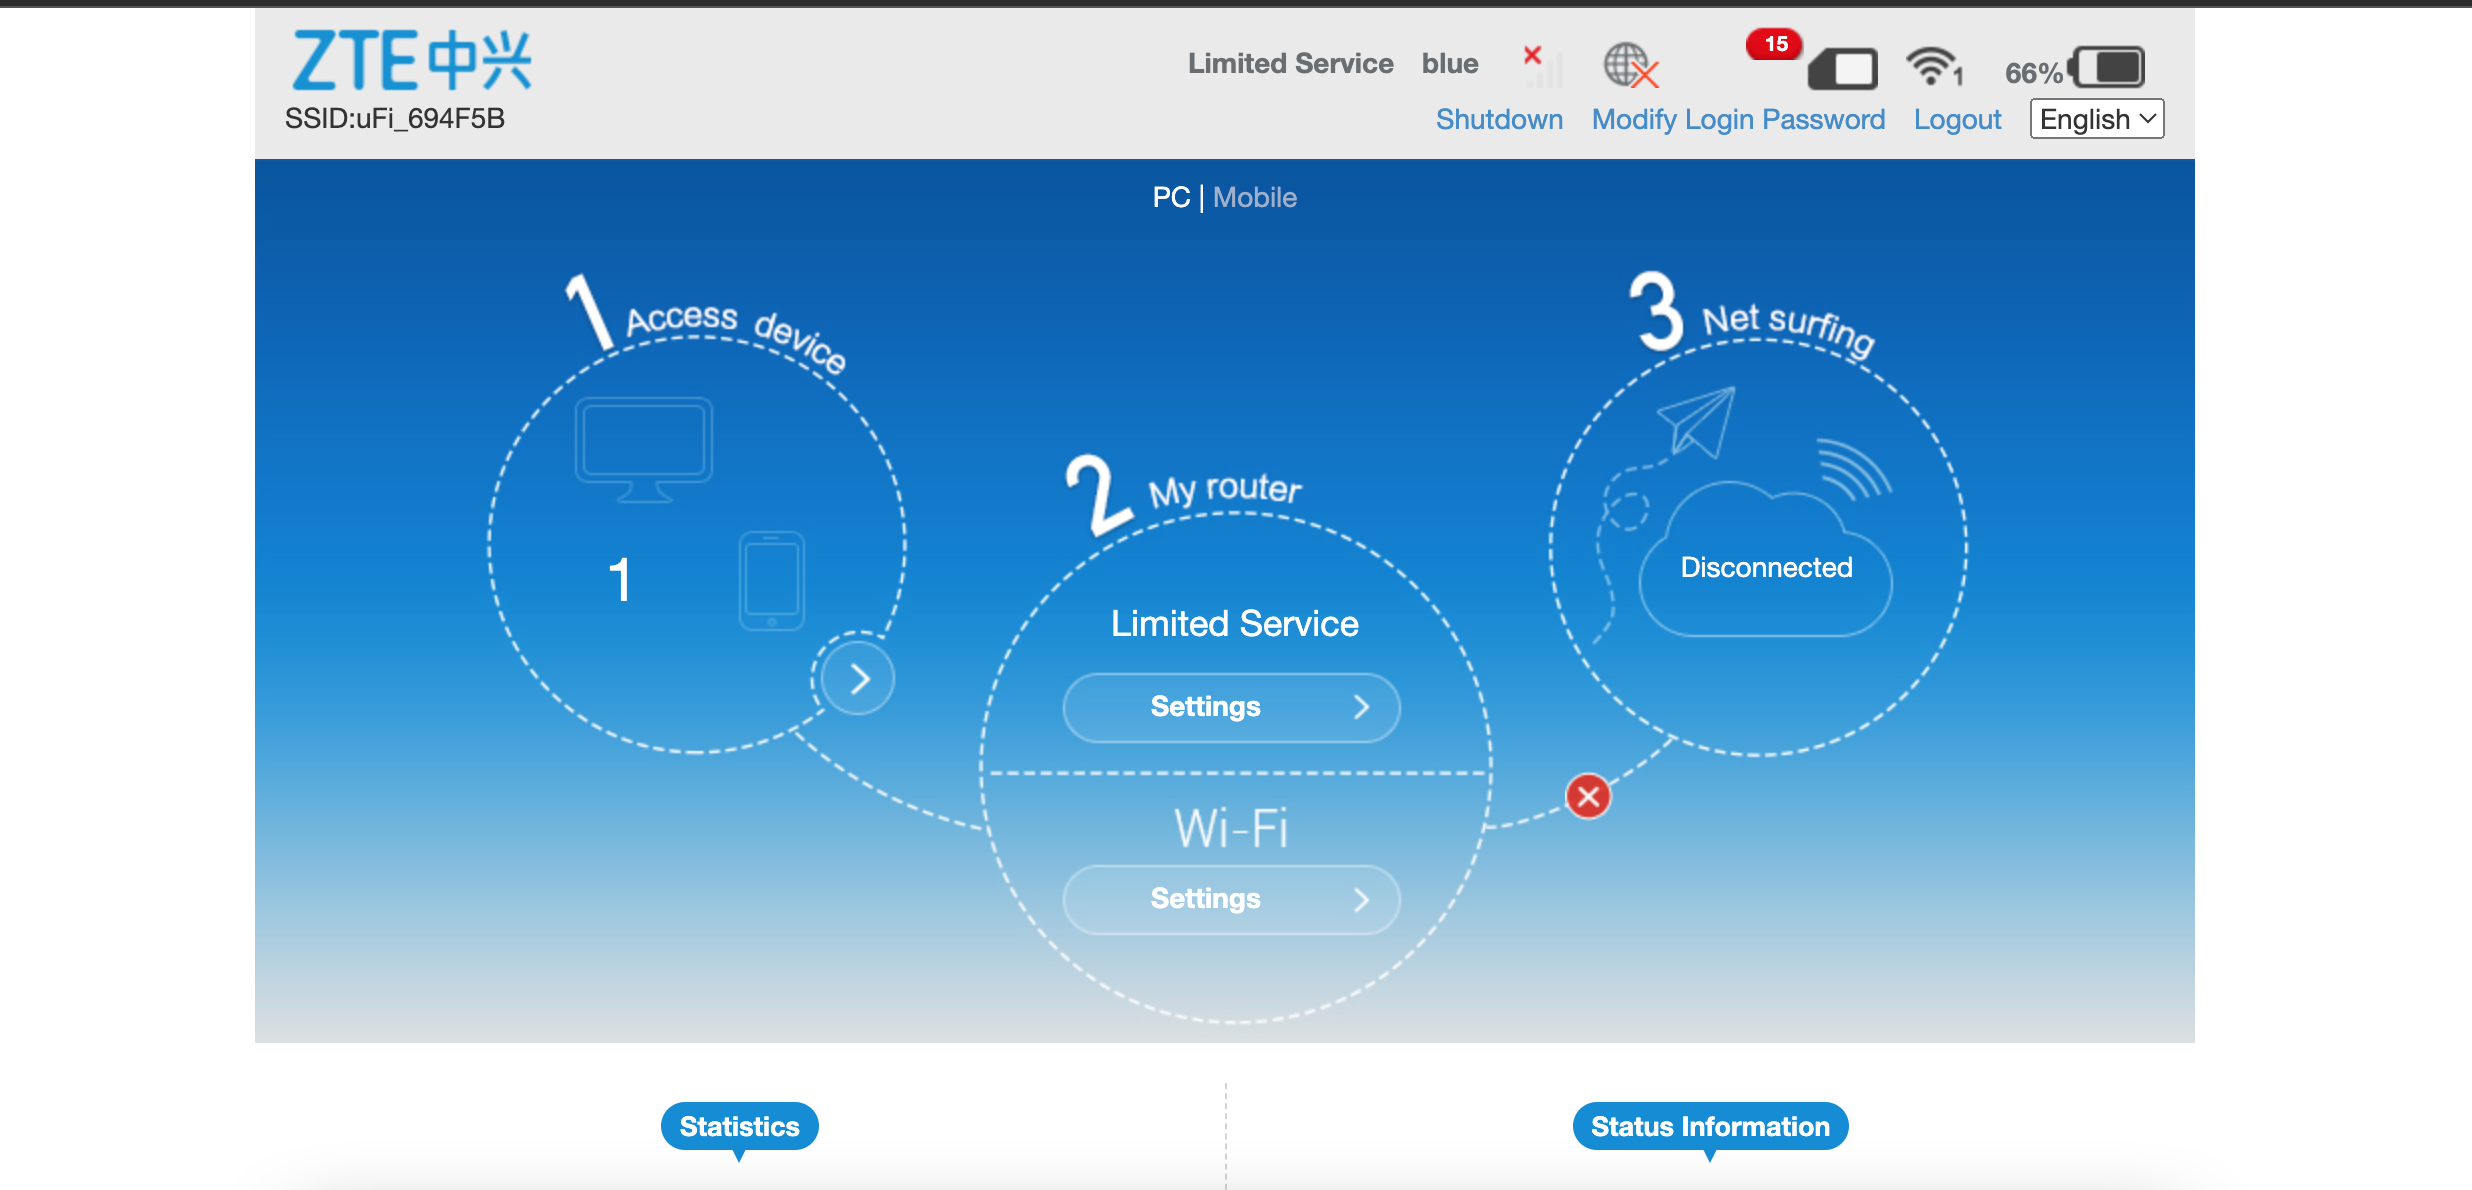 ZTE中兴
Limited Service blue 15 1 66%
SSID:uFi_694F5B
Shutdown Modify Login Password Logout English
PC | Mobile
1 Access device
3 Net surfing
2 My router
1
Disconnected
Limited Service
Settings
Wi-Fi
Settings
Statistics Status Information